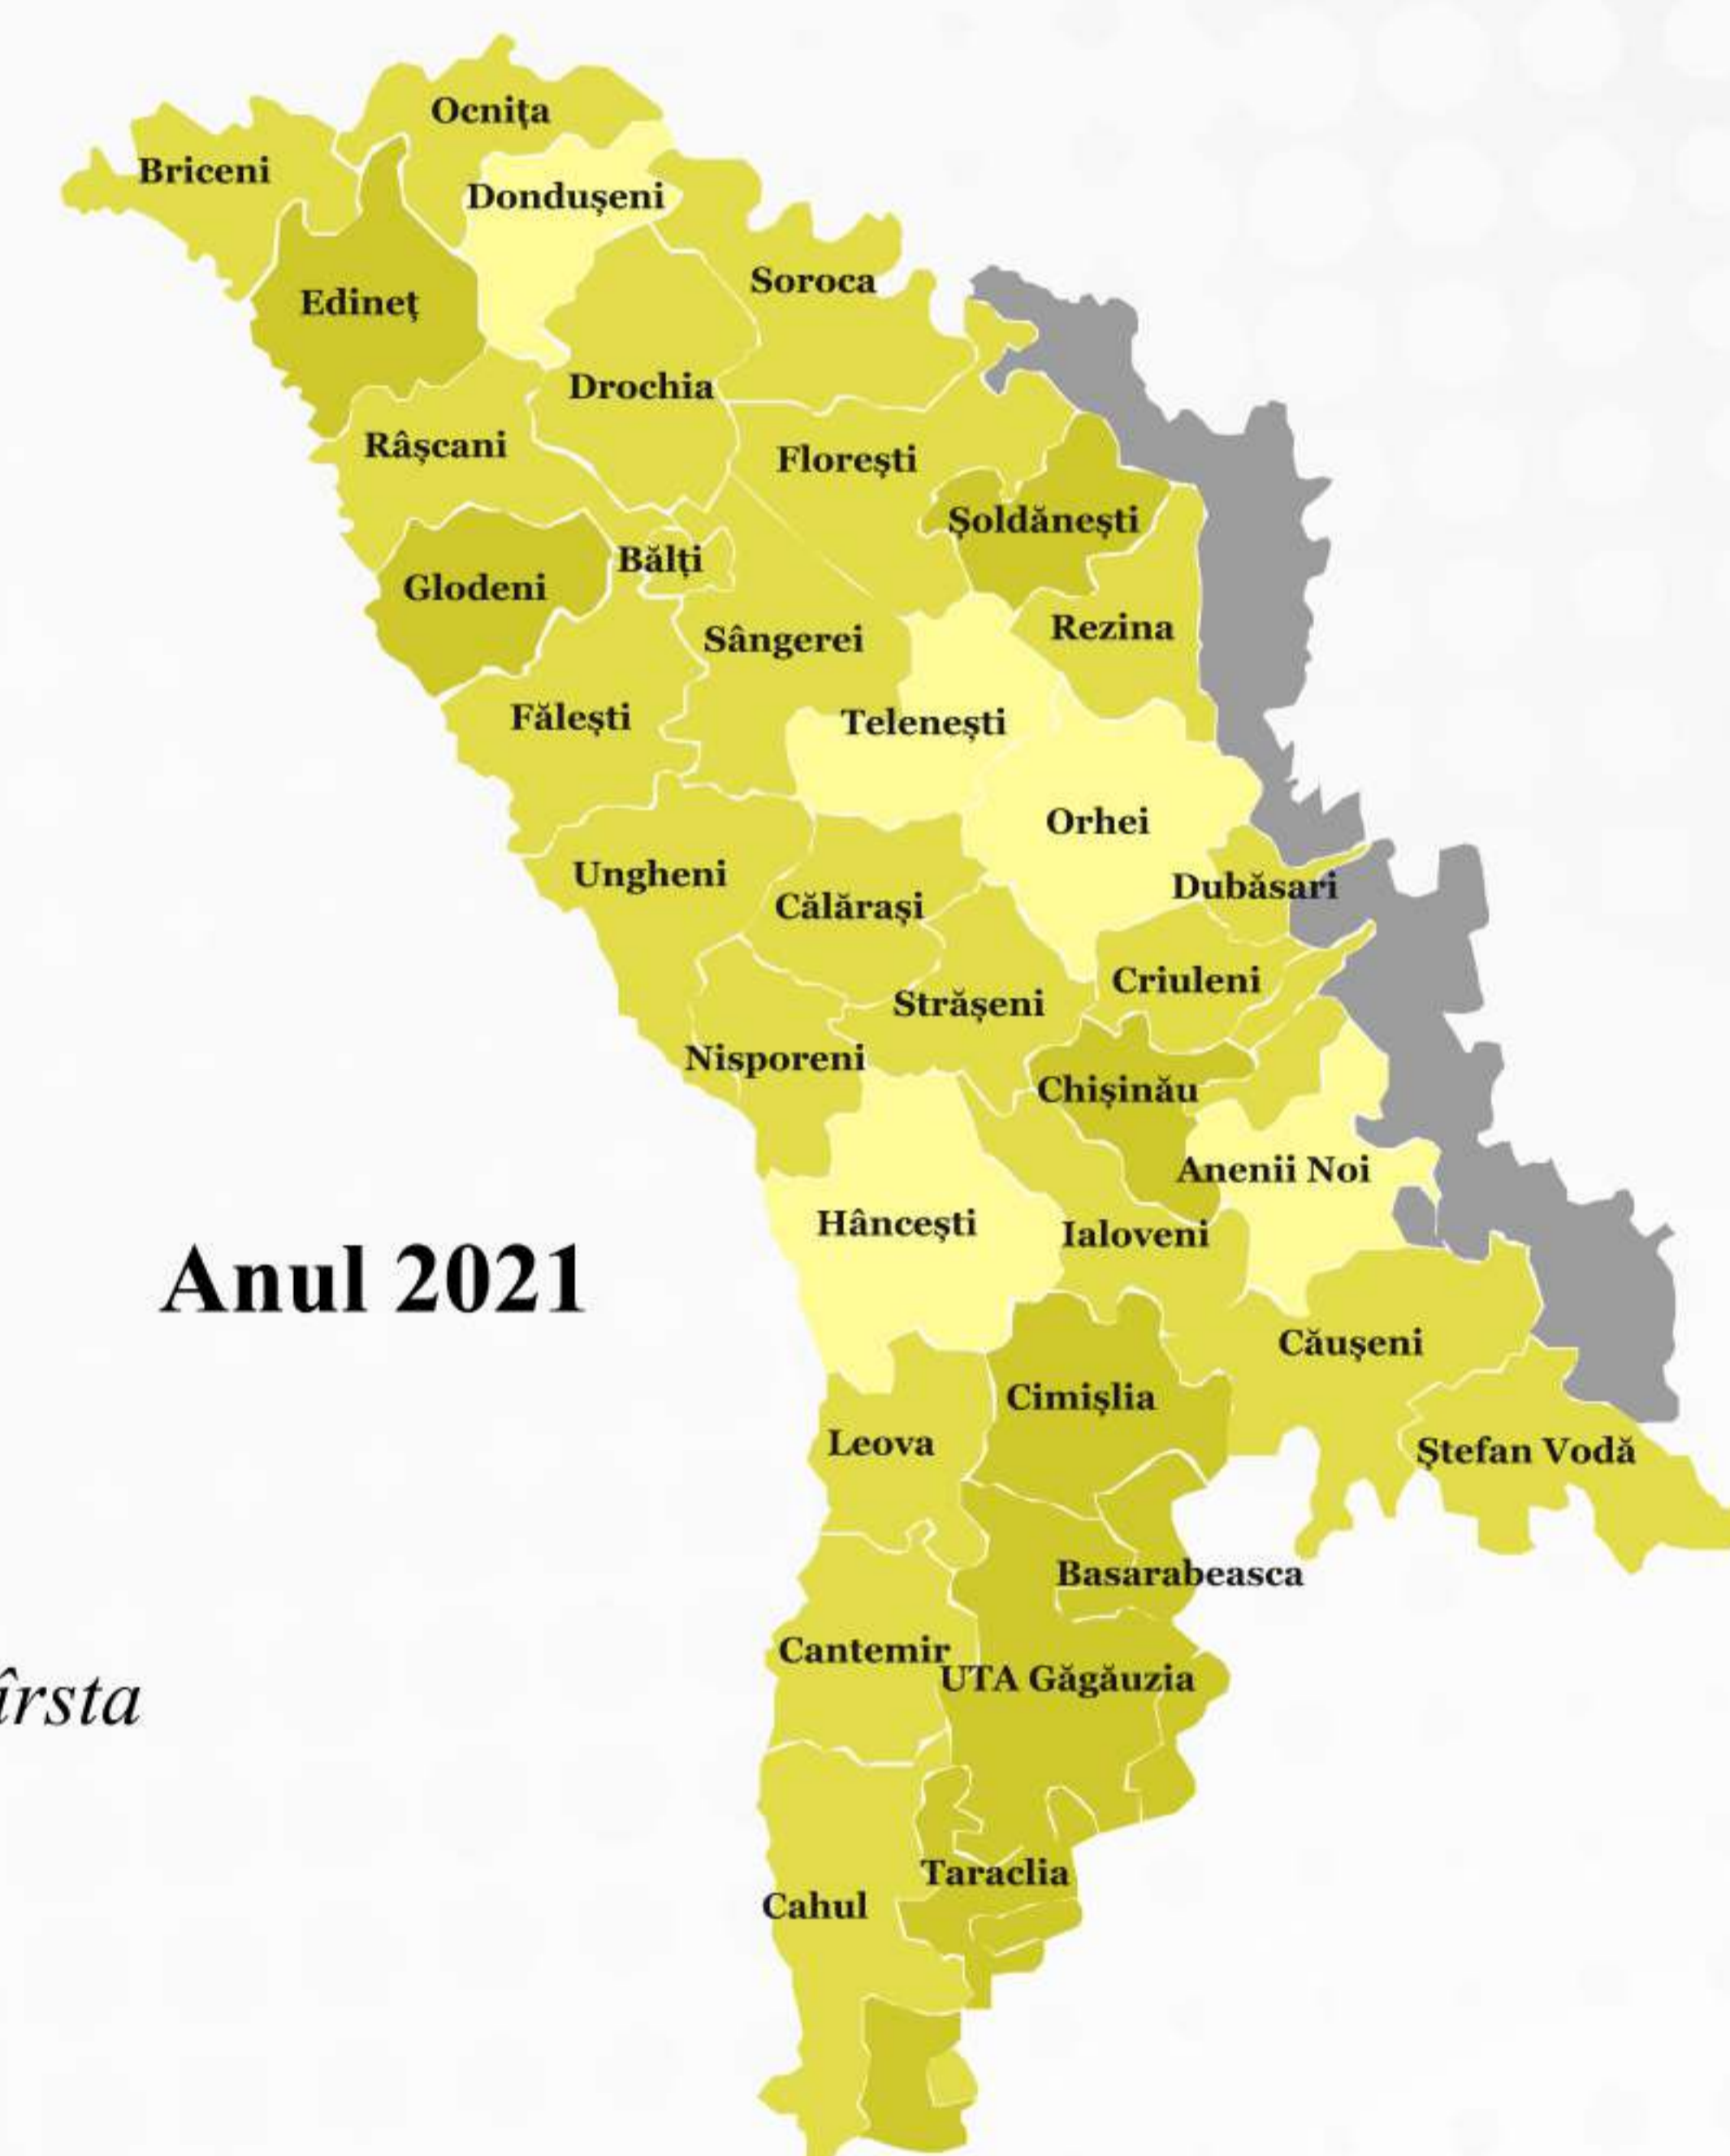 Ocnița
Briceni
Dondușeni
Soroca
Edineț
Drochia
Râșcani
Florești
Șoldănești
Bălți
Glodeni
Rezina
Sângerei
Fălești
Telenești
Orhei
Ungheni
Dubăsari
Călărași
Criuleni
Strășeni
Nisporeni
Chișinău
Anenii Noi
Hâncești
Ialoveni
Anul 2021
Căușeni
Cimișlia
Leova
Ștefan Vodă
Basarabeasca
Cantemir
UTA Găgăuzia
îrsta
Taraclia
Cahul